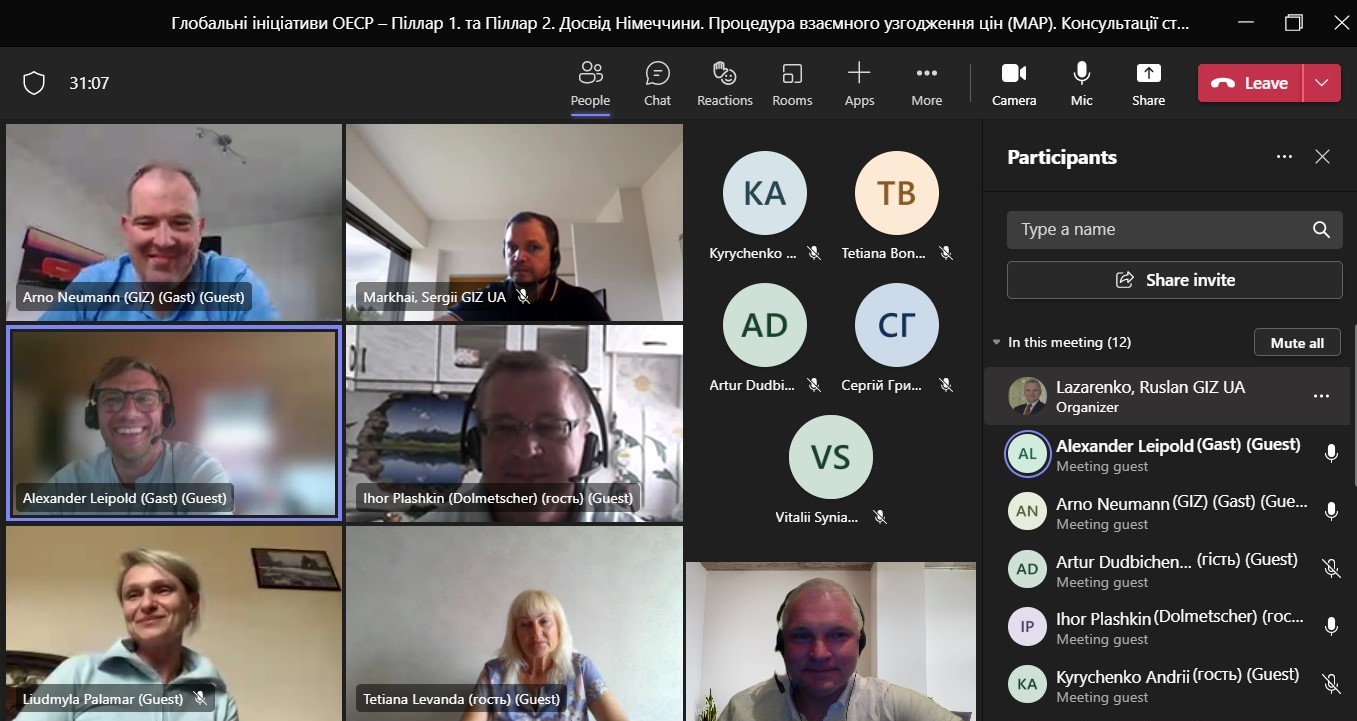 Глобальні ініціативи ОЕСР – Піллар 1. та Піллар 2. Досвід Німеччини. Процедура взаємного узгодження цін (MAP). Консультації ст...
31:07
People
Chat
Reactions
Rooms
Apps
More
Camera
Mic
Share
Leave
Arno Neumann (GIZ) (Gast) (Guest)
Markhai, Sergii GIZ UA
Alexander Leipold (Gast) (Guest)
Ihor Plashkin (Dolmetscher) (гость) (Guest)
Liudmyla Palamar (Guest)
Tetiana Levanda (гость) (Guest)
KA
Kyrychenko ...
TB
Tetiana Bon...
AD
Artur Dudbi...
СГ
Сергій Гри...
VS
Vitalii Synia...
Participants
Type a name
Share invite
In this meeting (12)
Mute all
Lazarenko, Ruslan GIZ UA
Organizer
AL
Alexander Leipold (Gast) (Guest)
Meeting guest
AN
Arno Neumann (GIZ) (Gast) (Gue...
Meeting guest
AD
Artur Dudbichen... (гість) (Guest)
Meeting guest
IP
Ihor Plashkin (Dolmetscher) (гос...
Meeting guest
KA
Kyrychenko Andrii (гость) (Guest)
Meeting guest